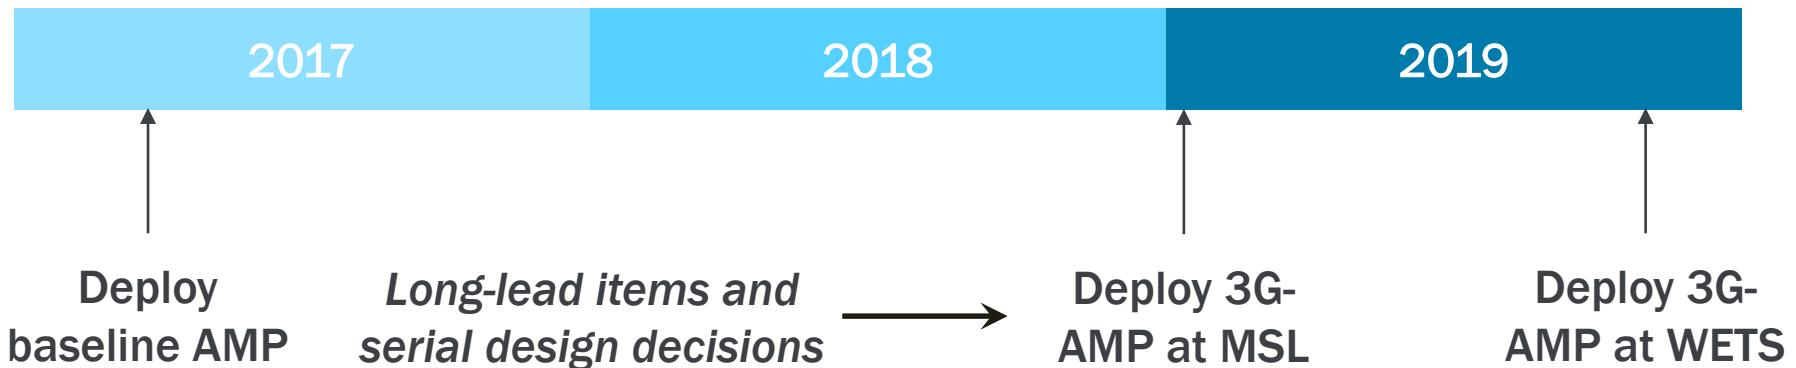 2017
2018
2019
Deploy
baseline AMP
Long-lead items and
serial design decisions
Deploy 3G-
AMP at MSL
Deploy 3G-
AMP at WETS